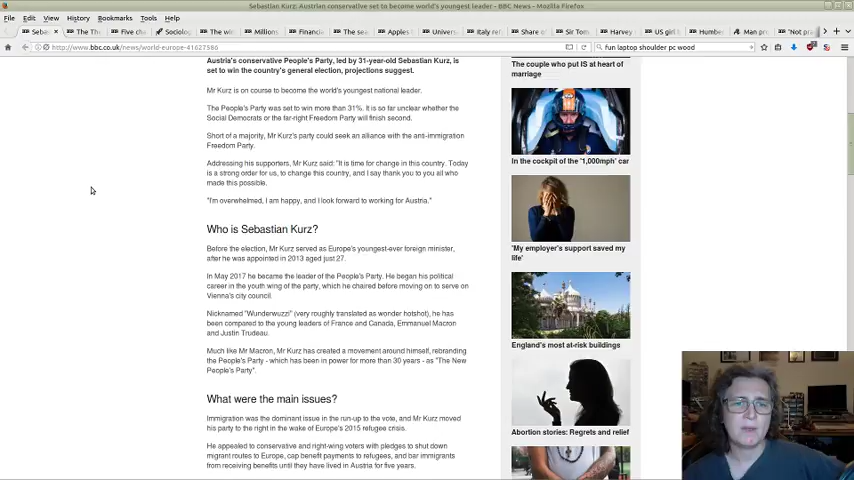 Sebastian Kurz: Austrian conservative set to become world's youngest leader - BBC News - Mozilla Firefox
File Edit View History Bookmarks Tools Help
Sebas
The Th
Five cha
Sociolog
The Ten
Millions
Financia
The sec
Apples l
Univers
Italy ref
Share o
Sir Tom
Harvey
US girl k
Humbe
Man pro
"Not pr
www.bbc.co.uk/news/world-europe-41627586
fun laptop shoulder pc wood
Austria's conservative People's Party, led by 31-year-old Sebastian Kurz, is
set to win the country's general election, projections suggest.
Mr Kurz is on course to become the world's youngest national leader.
The People's Party was set to win more than 31%. It is so far unclear whether the
Social Democrats or the far-right Freedom Party will finish second.
Short of a majority, Mr Kurz's party could seek an alliance with the anti-immigration
Freedom Party.
Addressing his supporters, Mr Kurz said: "It is time for change in this country. Today
is a strong order for us, to change this country, and I say thank you to you all who
made this possible.
"I'm overwhelmed, I am happy, and I look forward to working for Austria."
Who is Sebastian Kurz?
Before the election, Mr Kurz served as Europe's youngest-ever foreign minister,
after he was appointed in 2013 aged just 27.
In May 2017 he became the leader of the People's Party. He began his political
career in the youth wing of the party, which he chaired before moving on to serve on
Vienna's city council.
Nicknamed "Wunderwuzzi" (very roughly translated as wonder hotshot), he has
been compared to the young leaders of France and Canada, Emmanuel Macron
and Justin Trudeau.
Much like Mr Macron, Mr Kurz has created a movement around himself, rebranding
the People's Party - which has been in power for more than 30 years - as "The New
People's Party".
What were the main issues?
Immigration was the dominant issue in the run-up to the vote, and Mr Kurz moved
his party to the right in the wake of Europe's 2015 refugee crisis.
He appealed to conservative and right-wing voters with pledges to shut down
migrant routes to Europe, cap benefit payments to refugees, and bar immigrants
from receiving benefits until they have lived in Austria for five years.
The couple who put IS at heart of
marriage
In the cockpit of the '1,000mph' car
'My employer's support saved my
life'
England's most at-risk buildings
Abortion stories: Regrets and relief